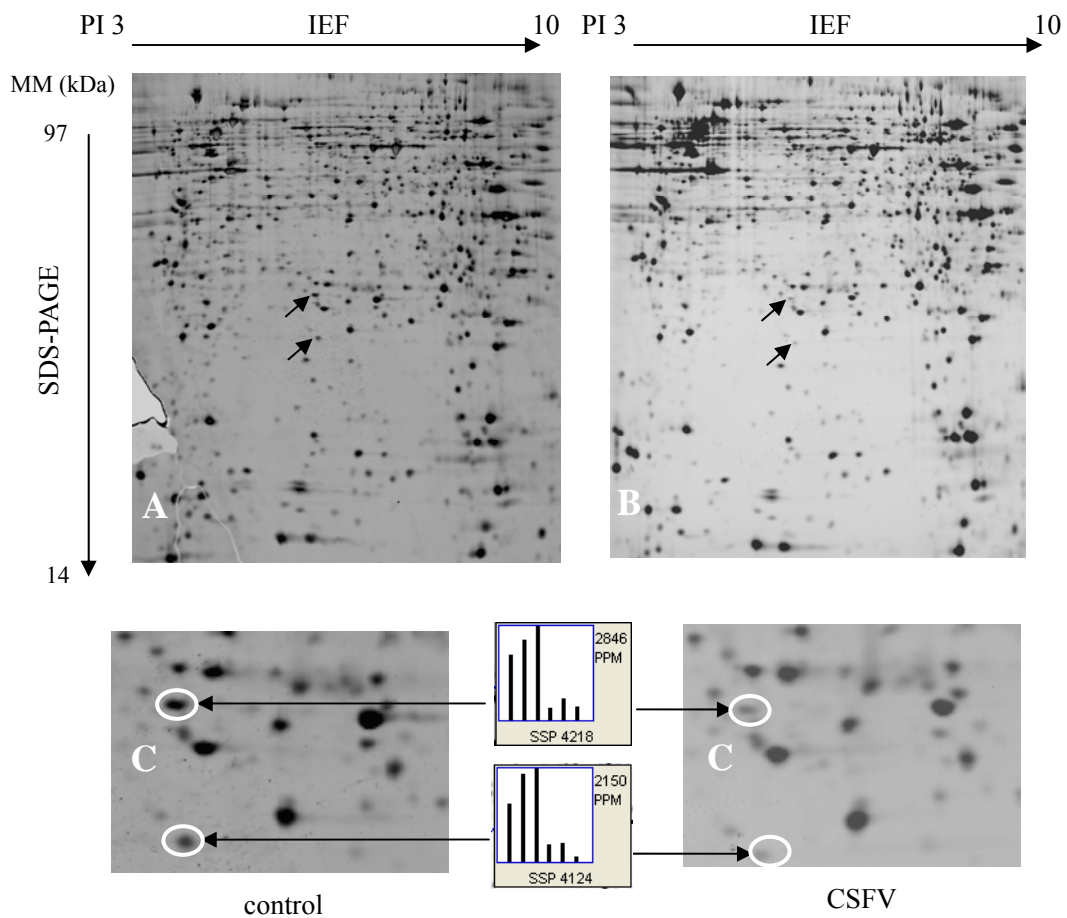 PI 3 IEF 10 PI 3 IEF 10
MM (kDa)
97
SDS-PAGE
A B
14
2846
PPM
SSP 4218
C C
2150
PPM
SSP 4124
control CSFV